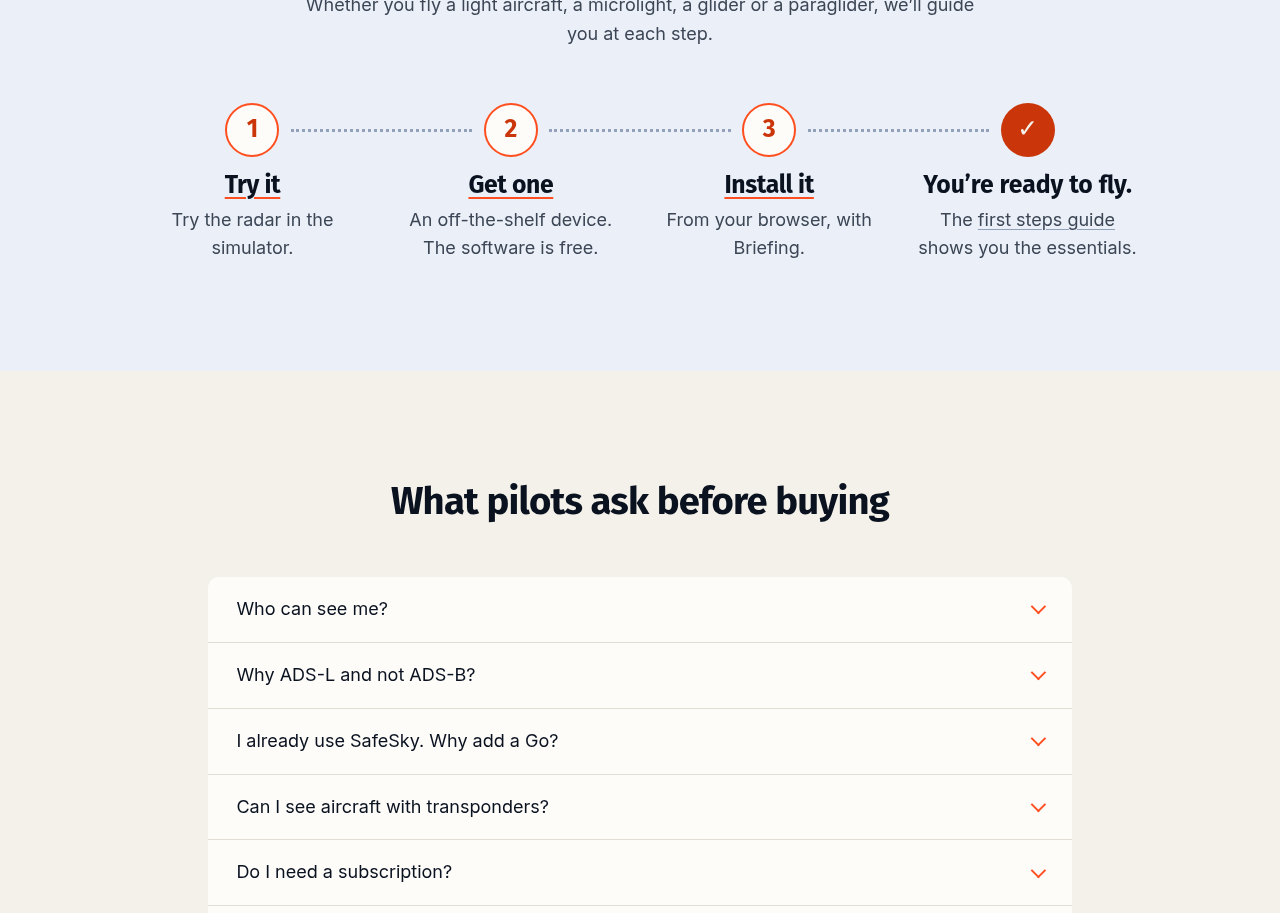 Whether you fly a light aircraft, a microlight, a glider or a paraglider, we’ll guide
you at each step.
1
2
3
✓
Try it
Get one
Install it
You’re ready to fly.
Try the radar in the
simulator.
An off-the-shelf device.
The software is free.
From your browser, with
Briefing.
The first steps guide
shows you the essentials.
What pilots ask before buying
Who can see me?
Why ADS-L and not ADS-B?
I already use SafeSky. Why add a Go?
Can I see aircraft with transponders?
Do I need a subscription?